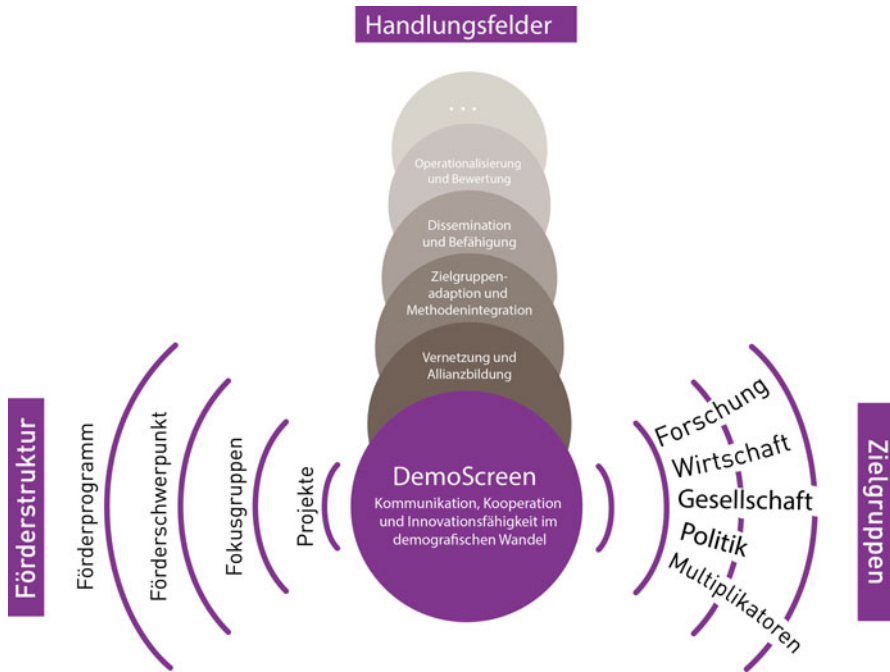 Handlungsfelder
. . .
Operationalisierung
und Bewertung
Dissemination
und Befähigung
Zielgruppen-
adaption und
Methodenintegration
Vernetzung und
Allianzbildung
DemoScreen
Kommunikation, Kooperation
und Innovationsfähigkeit im
demografischen Wandel
Förderstruktur
Förderprogramm
Förderschwerpunkt
Fokusgruppen
Projekte
Forschung
Wirtschaft
Gesellschaft
Politik
Multiplikatoren
Zielgruppen